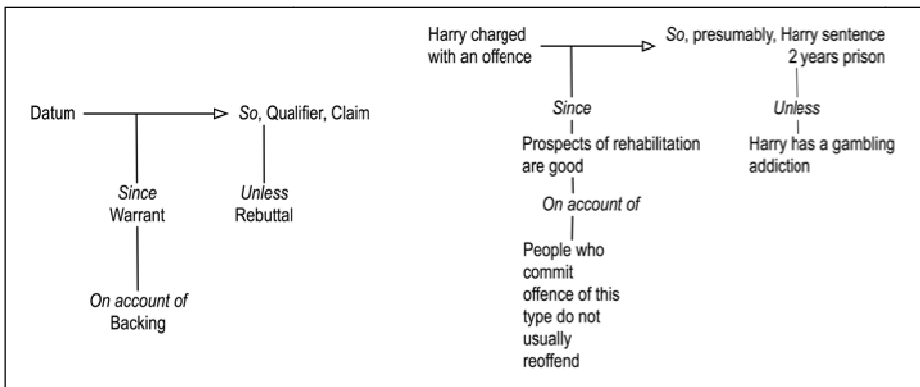 Datum
So, Qualifier, Claim
Since
Warrant
Unless
Rebuttal
On account of
Backing
Harry charged
with an offence
So, presumably, Harry sentence
2 years prison
Since
Prospects of rehabilitation
are good
Unless
Harry has a gambling
addiction
On account of
People who
commit
offence of this
type do not
usually
reoffend